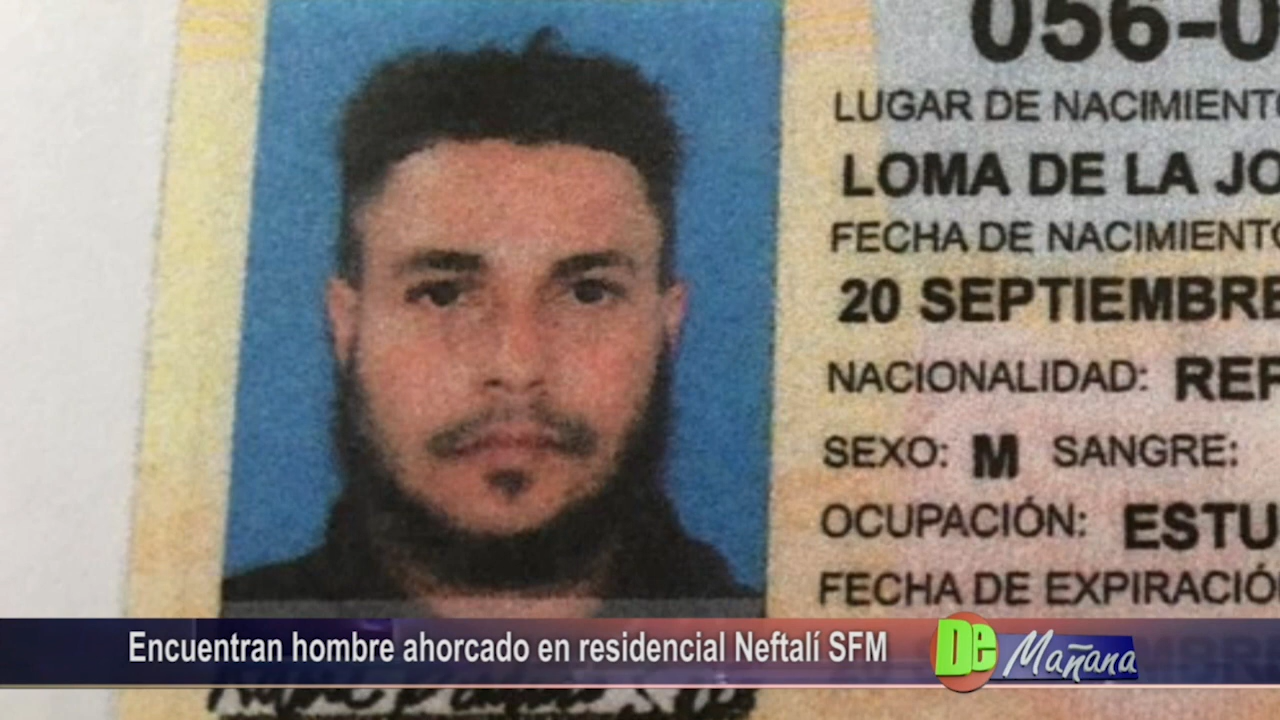 056-0
LUGAR DE NACIMIENTO
LOMA DE LA JO
FECHA DE NACIMIENTO
20 SEPTIEMBRE
NACIONALIDAD: REP
SEXO: M SANGRE:
OCUPACIÓN: ESTU
FECHA DE EXPIRACIÓN
Encuentran hombre ahorcado en residencial Neftalí SFM
De Mañana